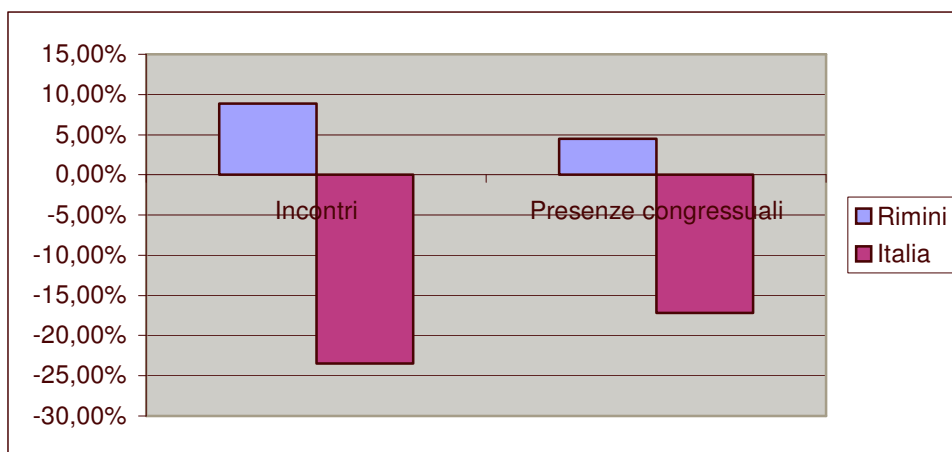 15,00%
10,00%
5,00%
0,00%
-5,00%
-10,00%
-15,00%
-20,00%
-25,00%
-30,00%
Incontri
Presenze congressuali
Rimini
Italia